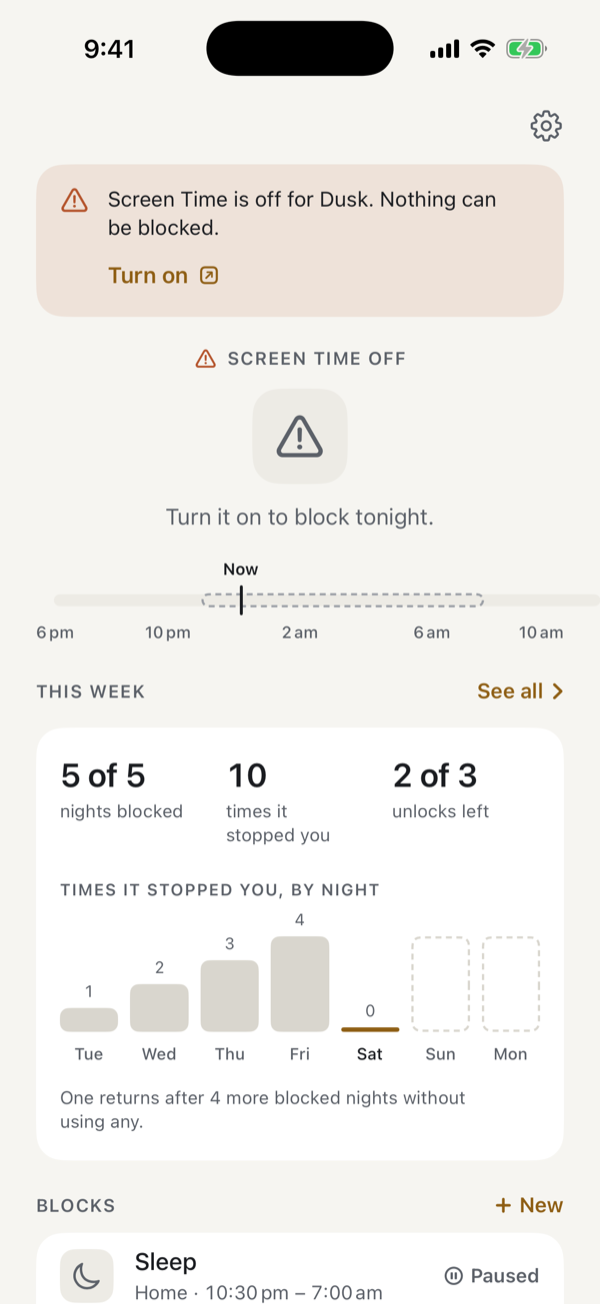 9:41
Screen Time is off for Dusk. Nothing can
be blocked.
Turn on
SCREEN TIME OFF
Turn it on to block tonight.
Now
6 pm 10 pm 2 am 6 am 10 am
THIS WEEK See all
5 of 5 10 2 of 3
nights blocked times it unlocks left
stopped you
TIMES IT STOPPED YOU, BY NIGHT
1 2 3 4 0
Tue Wed Thu Fri Sat Sun Mon
One returns after 4 more blocked nights without
using any.
BLOCKS + New
Sleep Paused
Home · 10:30 pm – 7:00 am